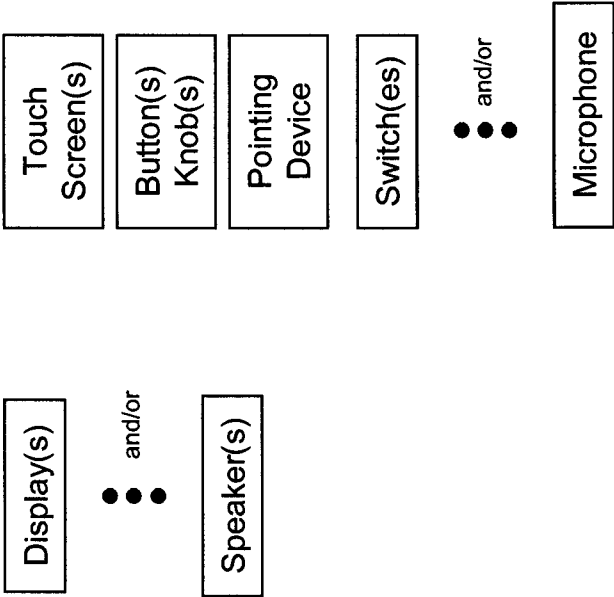 Touch
Screen(s)
Button(s)
Knob(s)
Pointing
Device
Switch(es)
and/or
Microphone
Display(s)
and/or
Speaker(s)